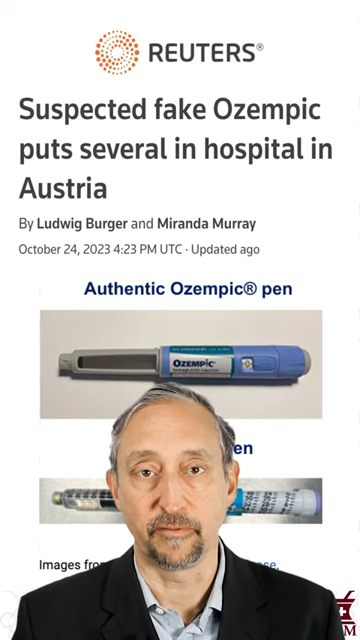 REUTERS®
Suspected fake Ozempic
puts several in hospital in
Austria
By Ludwig Burger and Miranda Murray
October 24, 2023 4:23 PM UTC · Updated ago
Authentic Ozempic® pen
OZEMPIC®
en
Images fro
M